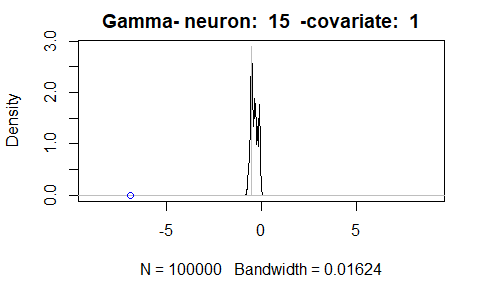 Gamma- neuron: 15 -covariate: 1
Density
3.0
2.0
1.0
0.0
-5 0 5
N = 100000 Bandwidth = 0.01624